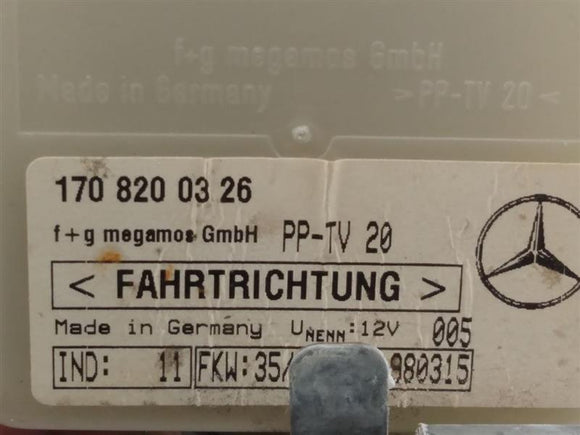 f+g megamos GmbH
Made in Germany >PP-TV 20<
170 820 03 26
f+g megamos GmbH PP-TV 20
< FAHRTRICHTUNG >
Made in Germany UNENN:12V 005
IND: 11 FKW:35/ 980315